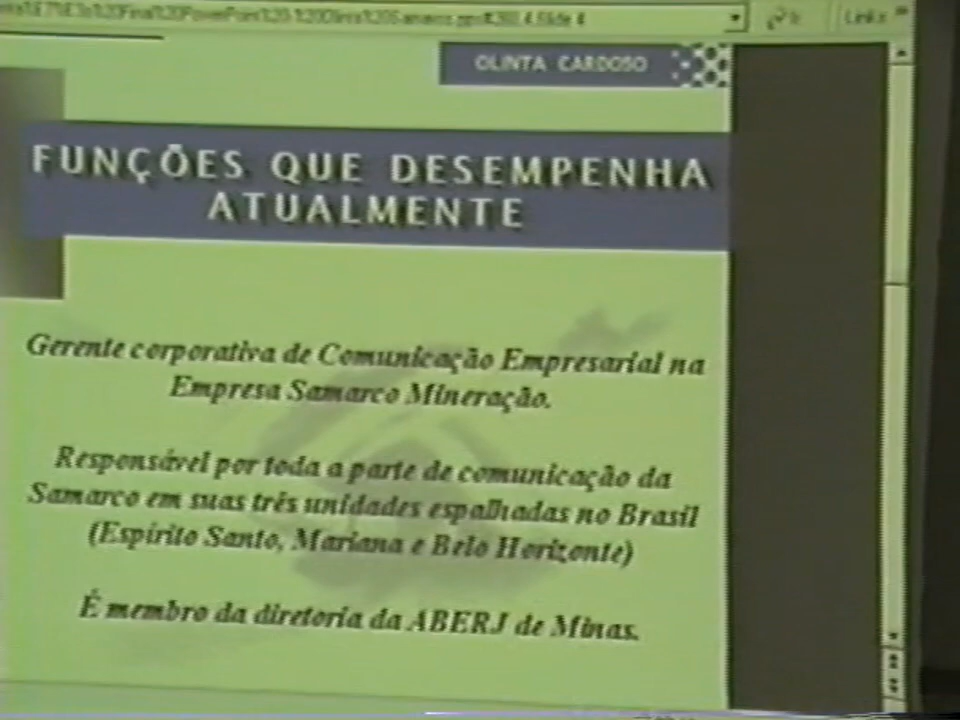 Links
OLINTA CARDOSO
FUNÇÕES QUE DESEMPENHA
ATUALMENTE
Gerente corporativa de Comunicação Empresarial na
Empresa Samarco Mineração.
Responsável por toda a parte de comunicação da
Samarco em suas três unidades espalhadas no Brasil
(Espírito Santo, Mariana e Belo Horizonte)
É membro da diretoria da ABERJ de Minas.